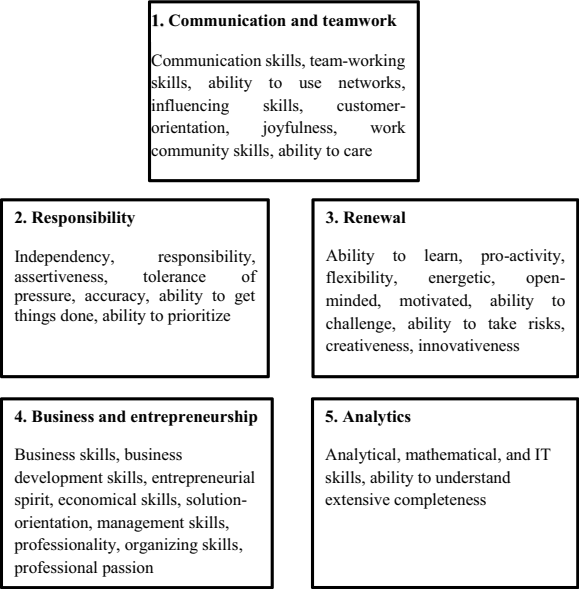 1. Communication and teamwork
Communication skills, team-working
skills, ability to use networks,
influencing skills, customer-
orientation, joyfulness, work
community skills, ability to care
2. Responsibility
Independency, responsibility,
assertiveness, tolerance of
pressure, accuracy, ability to get
things done, ability to prioritize
3. Renewal
Ability to learn, pro-activity,
flexibility, energetic, open-
minded, motivated, ability to
challenge, ability to take risks,
creativeness, innovativeness
4. Business and entrepreneurship
Business skills, business
development skills, entrepreneurial
spirit, economical skills, solution-
orientation, management skills,
professionality, organizing skills,
professional passion
5. Analytics
Analytical, mathematical, and IT
skills, ability to understand
extensive completeness